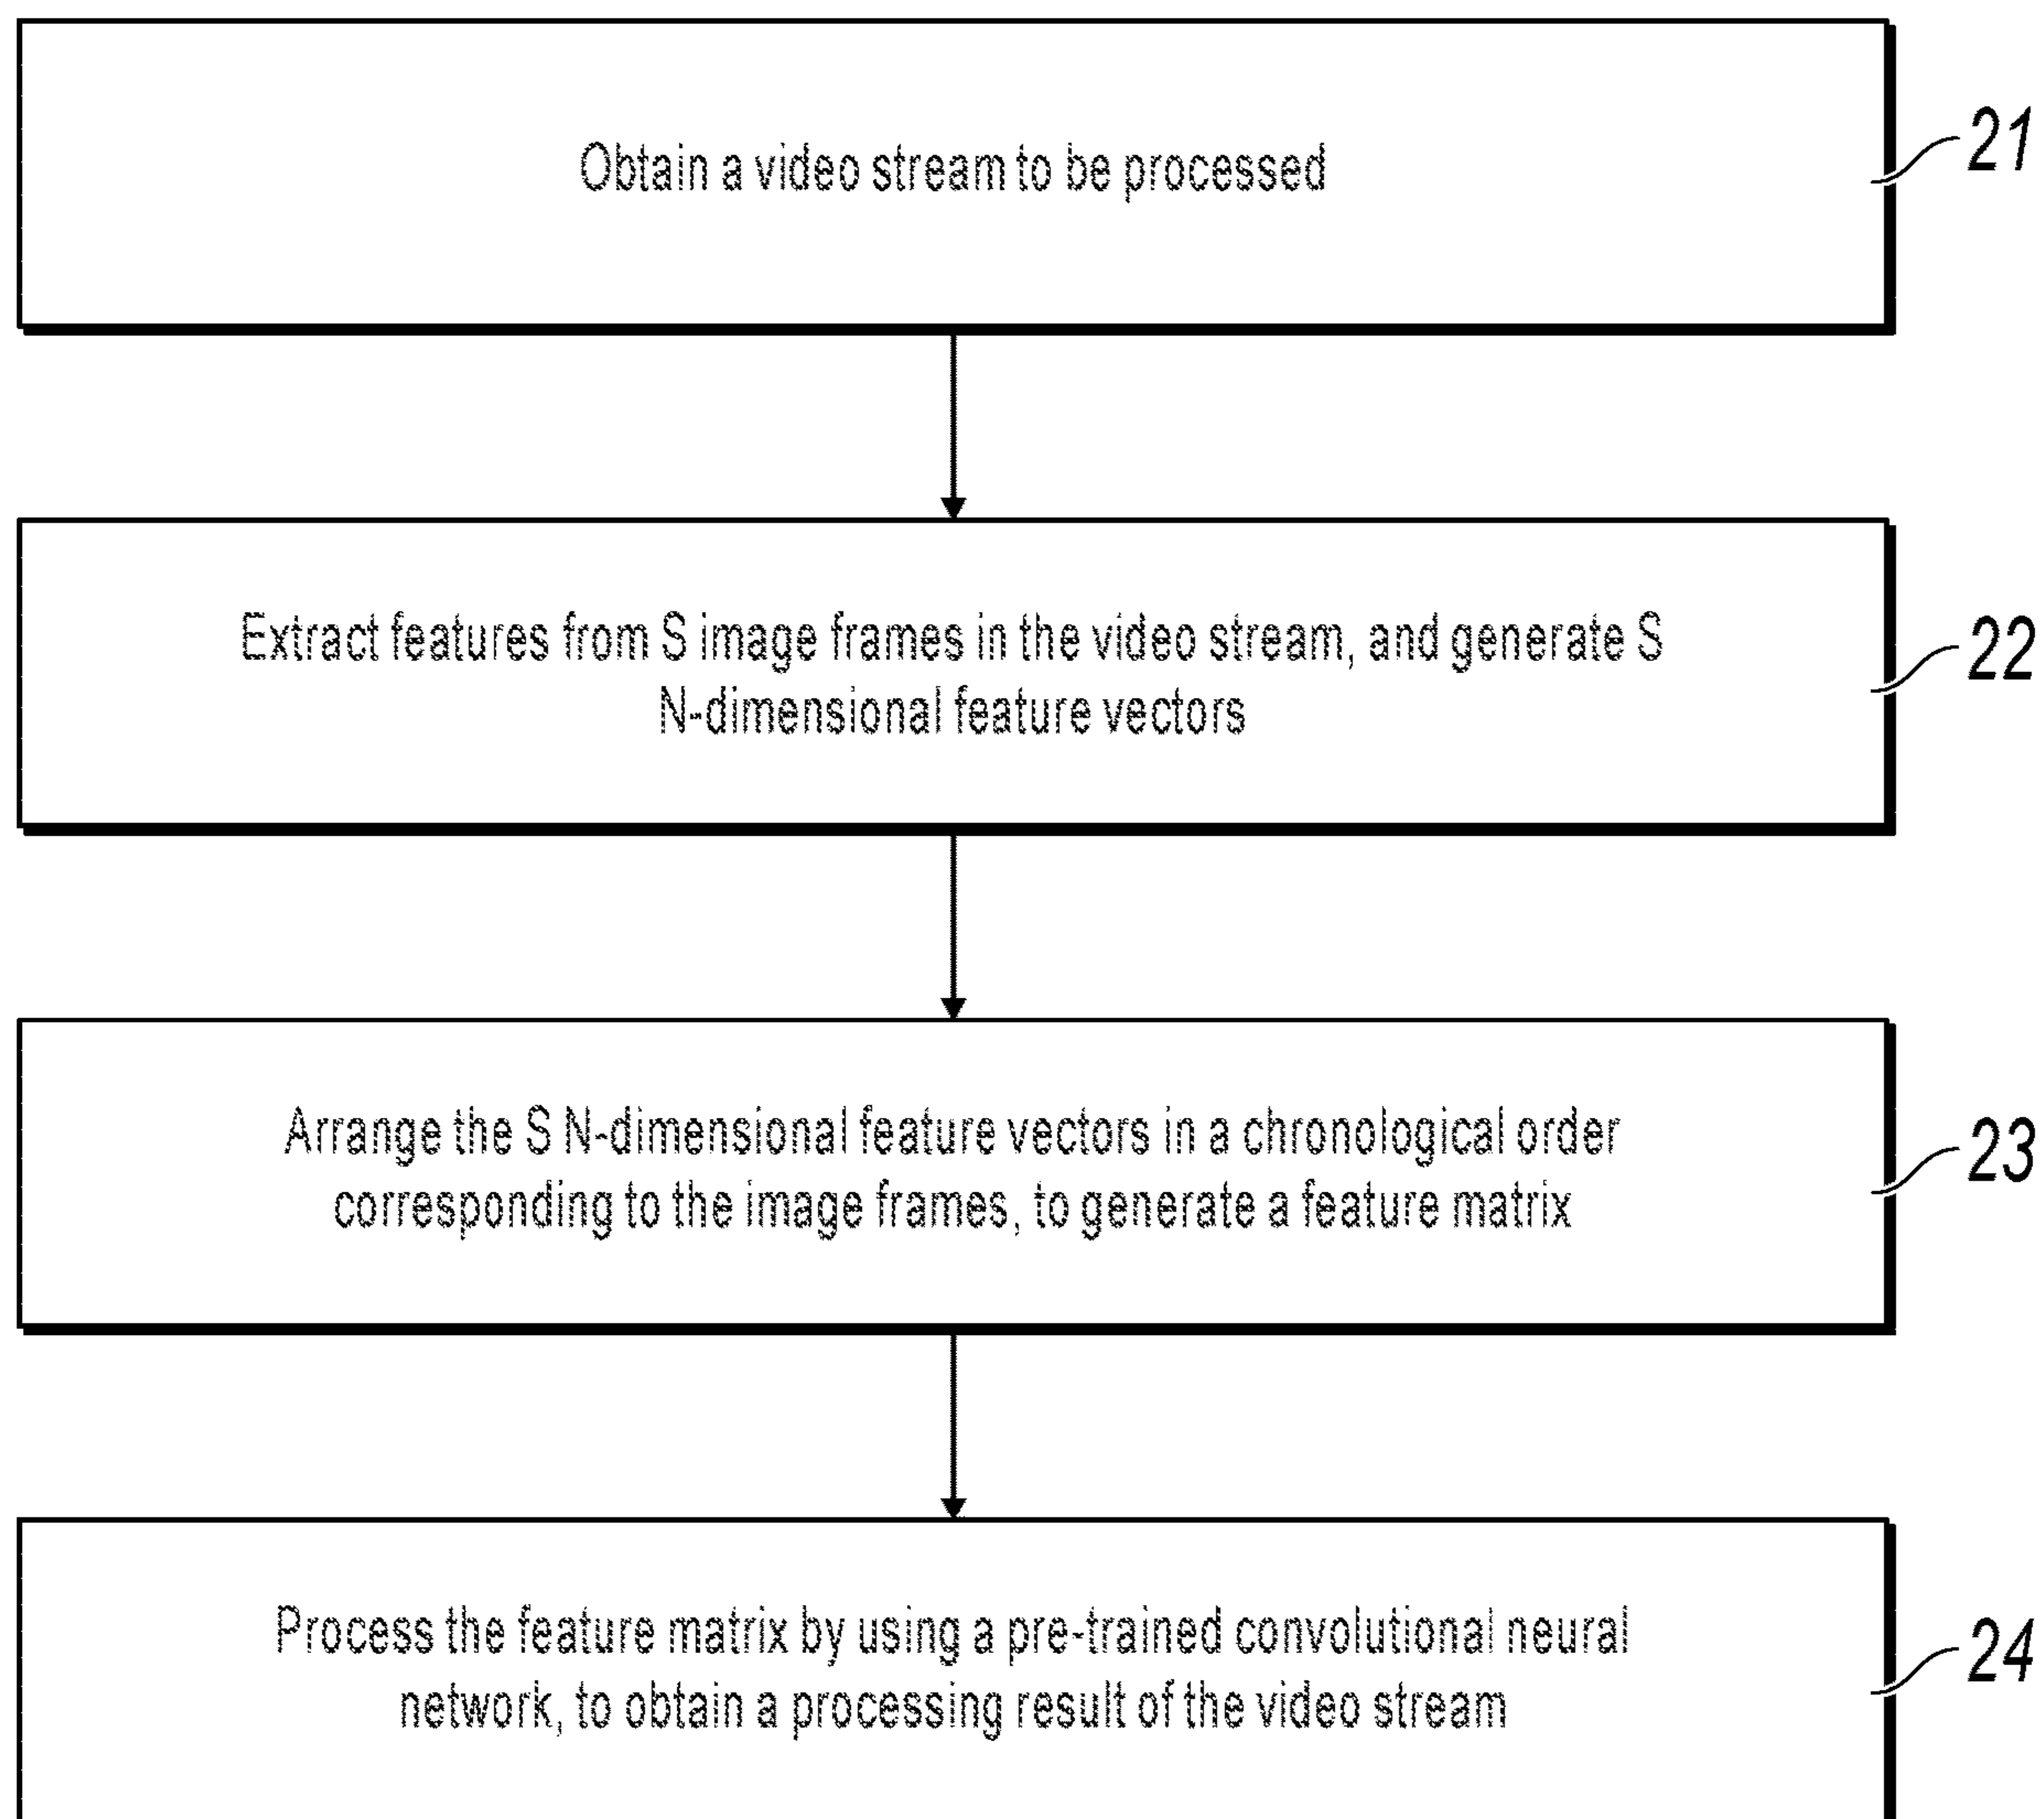 Obtain a video stream to be processed
21
Extract features from S image frames in the video stream, and generate S
N-dimensional feature vectors
22
Arrange the S N-dimensional feature vectors in a chronological order
corresponding to the image frames, to generate a feature matrix
23
Process the feature matrix by using a pre-trained convolutional neural
network, to obtain a processing result of the video stream
24